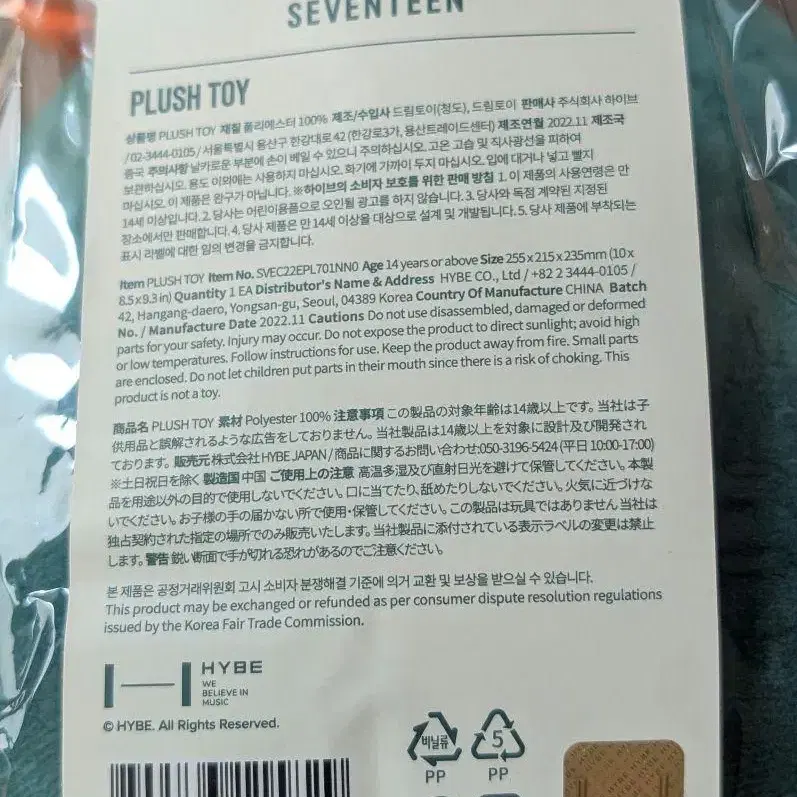 SEVENTEEN
PLUSH TOY
상품명 PLUSH TOY 재질 폴리에스터 100% 제조/수입사 드림토이(청도), 드림토이 판매사 주식회사 하이브
/ 02-3444-0105 / 서울특별시 용산구 한강대로 42 (한강로3가, 용산트레이드센터) 제조연월 2022.11 제조국
중국 주의사항 날카로운 부분에 손이 베일 수 있으니 주의하십시오. 고온 고습 및 직사광선을 피하여
보관하십시오. 용도 이외에는 사용하지 마십시오. 화기에 가까이 두지 마십시오. 입에 대거나 넣고 빨지
마십시오. 이 제품은 완구가 아닙니다. ※하이브의 소비자 보호를 위한 판매 방침 1. 이 제품의 사용연령은 만
14세 이상입니다. 2. 당사는 어린이용품으로 오인될 광고를 하지 않습니다. 3. 당사와 독점 계약된 지정된
장소에서만 판매합니다. 4. 당사 제품은 만 14세 이상을 대상으로 설계 및 개발됩니다. 5. 당사 제품에 부착되는
표시 라벨에 대한 임의 변경을 금지합니다.
Item PLUSH TOY Item No. SVEC22EPL701NN0 Age 14 years or above Size 255 x 215 x 235mm (10 x
8.5 x 9.3 in) Quantity 1 EA Distributor's Name & Address HYBE CO., Ltd / +82 2 3444-0105 /
42, Hangang-daero, Yongsan-gu, Seoul, 04389 Korea Country Of Manufacture CHINA Batch
No. / Manufacture Date 2022.11 Cautions Do not use disassembled, damaged or deformed
parts for your safety. Injury may occur. Do not expose the product to direct sunlight; avoid high
or low temperatures. Follow instructions for use. Keep the product away from fire. Small parts
are enclosed. Do not let children put parts in their mouth since there is a risk of choking. This
product is not a toy.
商品名 PLUSH TOY 素材 Polyester 100% 注意事項 この製品の対象年齢は14歳以上です。当社は子
供用品と誤解されるような広告をしておりません。当社製品は14歳以上を対象に設計及び開発され
ております。販売元 株式会社 HYBE JAPAN / 商品に関するお問い合わせ:050-3196-5424 (平日 10:00-17:00)
※土日祝日を除く 製造国 中国 ご使用上の注意 高温多湿及び直射日光を避けて保管してください。本製
品を用途以外の目的で使用しないでください。口に当てたり、舐めたりしないでください。火気に近づけな
いでください。お子様の手の届かない所で使用・保管してください。この製品は玩具ではありません 当社は
独占契約された指定の場所でのみ販売いたします。当社製品に添付されている表示ラベルの変更は禁止
します。警告 鋭い断面で手が切れる恐れがあるのでご注意ください。
본 제품은 공정거래위원회 고시 소비자 분쟁해결 기준에 의거 교환 및 보상을 받으실 수 있습니다.
This product may be exchanged or refunded as per consumer dispute resolution regulations
issued by the Korea Fair Trade Commission.
HYBE
WE
BELIEVE IN
MUSIC
© HYBE. All Rights Reserved.
비닐류 5
PP PP
HYBE HYBE